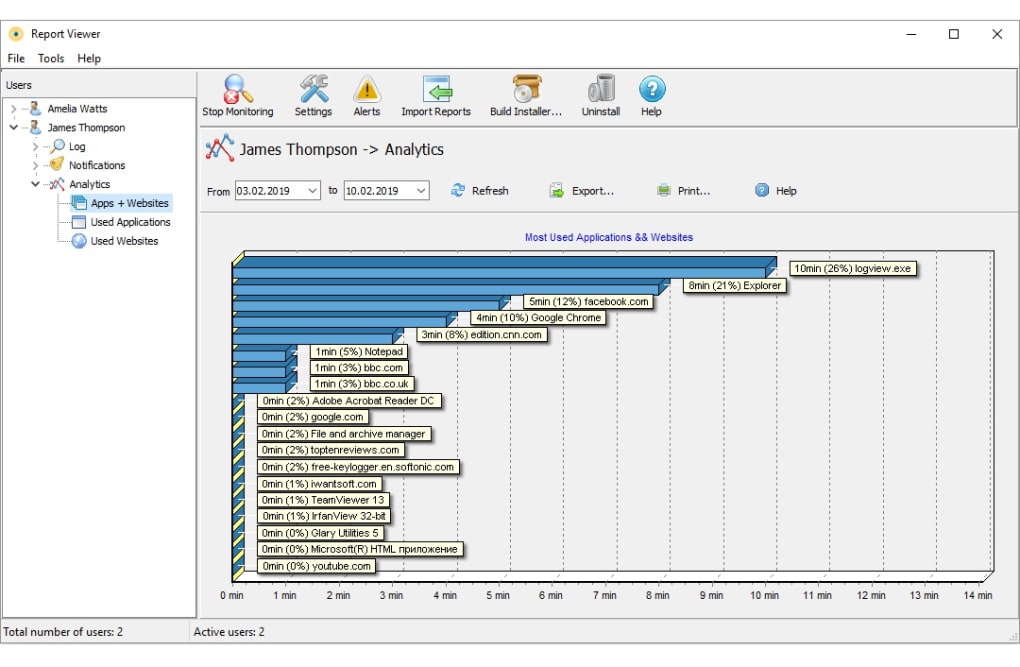 Report Viewer
File Tools Help
Users
Amelia Watts
James Thompson
Log
Notifications
Analytics
Apps + Websites
Used Applications
Used Websites
Stop Monitoring Settings Alerts Import Reports Build Installer... Uninstall Help
James Thompson -> Analytics
From 03.02.2019 to 10.02.2019 Refresh Export... Print... Help
Most Used Applications && Websites
10min (26%) logview.exe
8min (21%) Explorer
5min (12%) facebook.com
4min (10%) Google Chrome
3min (8%) edition.cnn.com
1min (5%) Notepad
1min (3%) bbc.com
1min (3%) bbc.co.uk
0min (2%) Adobe Acrobat Reader DC
0min (2%) google.com
0min (2%) File and archive manager
0min (2%) toptenreviews.com
0min (2%) free-keylogger.en.softonic.com
0min (1%) iwantsoft.com
0min (1%) TeamViewer 13
0min (1%) IrfanView 32-bit
0min (0%) Glary Utilities 5
0min (0%) Microsoft(R) HTML приложение
0min (0%) youtube.com
0 min 1 min 2 min 3 min 4 min 5 min 6 min 7 min 8 min 9 min 10 min 11 min 12 min 13 min 14 min
Total number of users: 2 Active users: 2